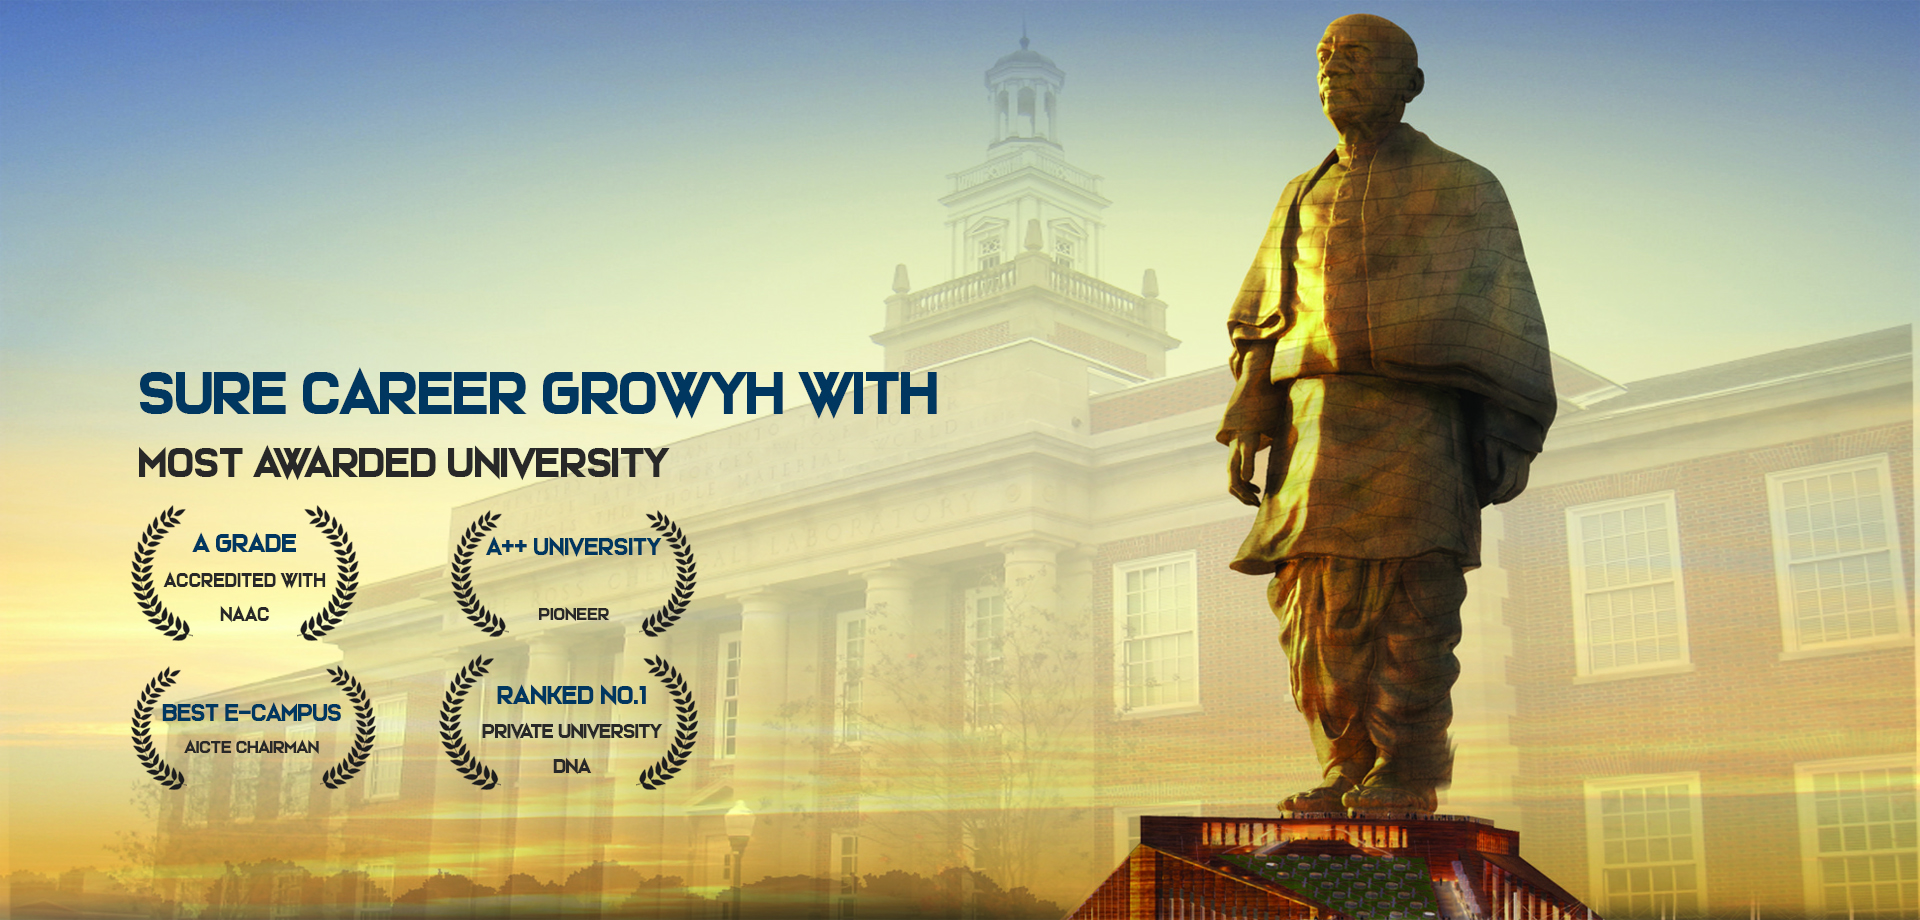 SURE CAREER GROWYH WITH
MOST AWARDED UNIVERSITY
A GRADE
ACCREDITED WITH
NAAC
A++ UNIVERSITY
PIONEER
BEST E-CAMPUS
AICTE CHAIRMAN
RANKED NO.1
PRIVATE UNIVERSITY
DNA